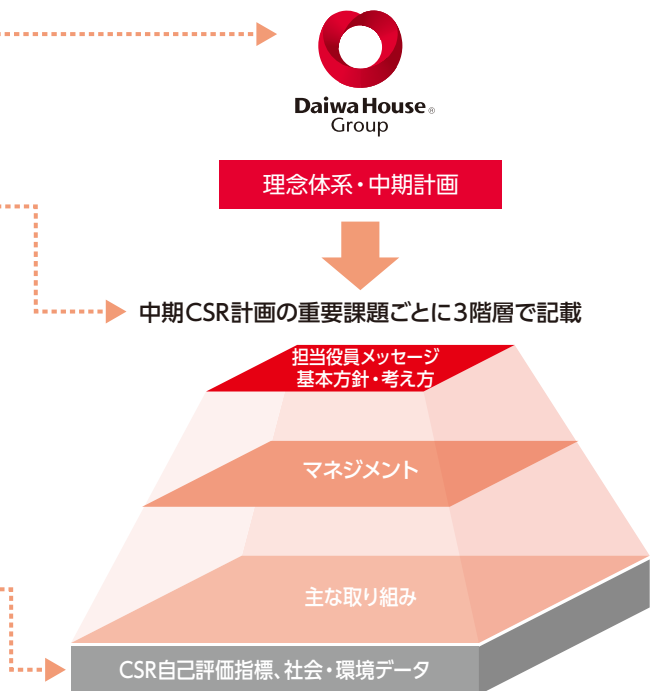 Daiwa House®
Group
理念体系・中期計画
中期CSR計画の重要課題ごとに3階層で記載
担当役員メッセージ
基本方針・考え方
マネジメント
主な取り組み
CSR自己評価指標、社会・環境データ